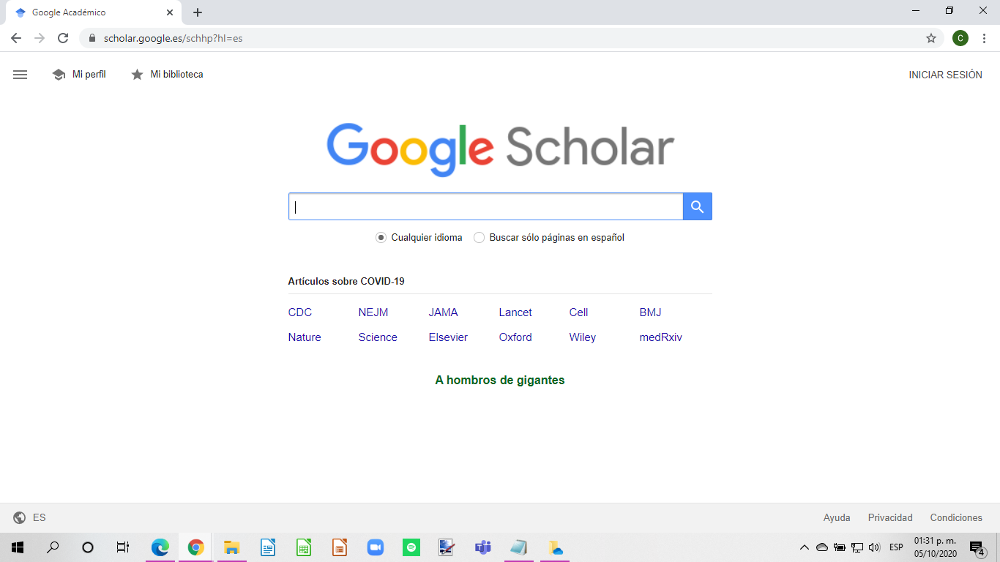 Google Académico
scholar.google.es/schhp?hl=es
C
Mi perfil
Mi biblioteca
INICIAR SESIÓN
Google Scholar
Cualquier idioma
Buscar sólo páginas en español
Artículos sobre COVID-19
CDC NEJM JAMA Lancet Cell BMJ
Nature Science Elsevier Oxford Wiley medRxiv
A hombros de gigantes
ES
Ayuda Privacidad Condiciones
ESP
01:31 p. m.
05/10/2020
4